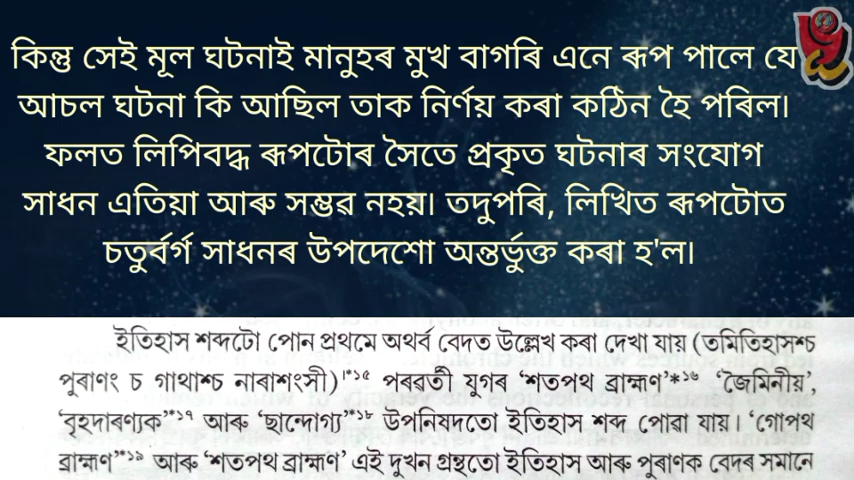 কিন্তু সেই মূল ঘটনাই মানুহৰ মুখ বাগৰি এনে ৰূপ পালে যে
আচল ঘটনা কি আছিল তাক নিৰ্ণয় কৰা কঠিন হৈ পৰিল।
ফলত লিপিবদ্ধ ৰূপটোৰ সৈতে প্ৰকৃত ঘটনাৰ সংযোগ
সাধন এতিয়া আৰু সম্ভৱ নহয়। তদুপৰি, লিখিত ৰূপটোত
চতুৰ্বৰ্গ সাধনৰ উপদেশো অন্তৰ্ভুক্ত কৰা হ'ল।
ইতিহাস শব্দটো পোন প্ৰথমে অথৰ্ব বেদত উল্লেখ কৰা দেখা যায় (তমিতিহাসশ্চ
পুৰাণং চ গাথাশ্চ নাৰাশংসী)।*১৫ পৰৱৰ্তী যুগৰ ‘শতপথ ব্ৰাহ্মণ’*১৬ ‘জৈমিনীয়’,
‘বৃহদাৰণ্যক’*১৭ আৰু ‘ছান্দোগ্য’*১৮ উপনিষদতো ইতিহাস শব্দ পোৱা যায়। ‘গোপথ
ব্ৰাহ্মণ’*১৯ আৰু ‘শতপথ ব্ৰাহ্মণ’ এই দুখন গ্ৰন্থতো ইতিহাস আৰু পুৰাণক বেদৰ সমানে